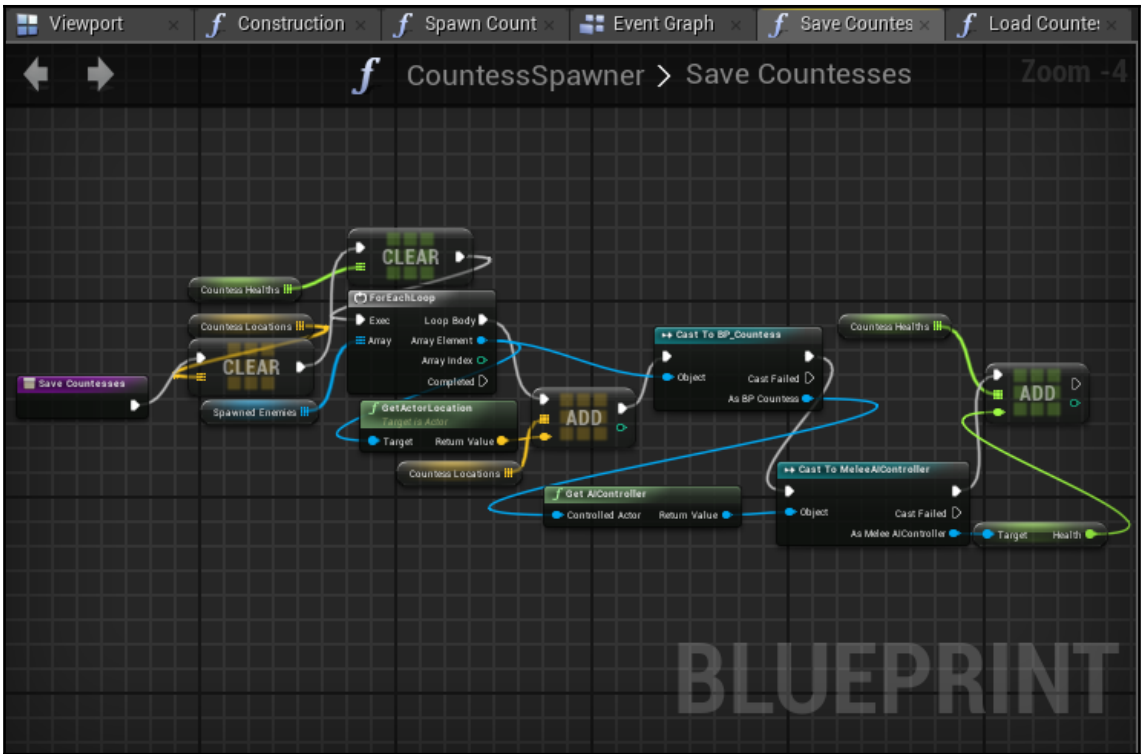 Viewport
Construction
Spawn Count
Event Graph
Save Countes
Load Counte
CountessSpawner > Save Countesses
Zoom -4
CLEAR
Countess Healths
ForEachLoop
Exec
Loop Body
Countess Locations
Array
Array Element
Array Index
Completed
CLEAR
Save Countesses
Spawned Enemies
GetActorLocation
Target is Actor
Target
Return Value
Countess Locations
ADD
Cast To BP_Countess
Object
Cast Failed
As BP Countess
Get AIController
Controlled Actor
Return Value
Cast To MeleeAIController
Object
Cast Failed
As Melee AIController
Countess Healths
ADD
Target
Health
BLUEPRINT